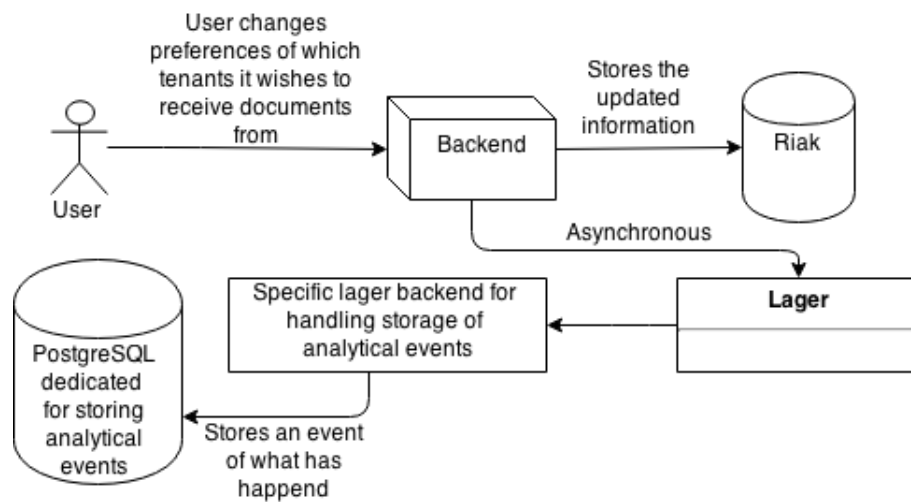 User changes
preferences of which
tenants it wishes to
receive documents
from
Stores the
updated
information
Backend
Riak
User
Asynchronous
Lager
Specific lager backend for
handling storage of
analytical events
PostgreSQL
dedicated
for storing
analytical
events
Stores an event
of what has
happend